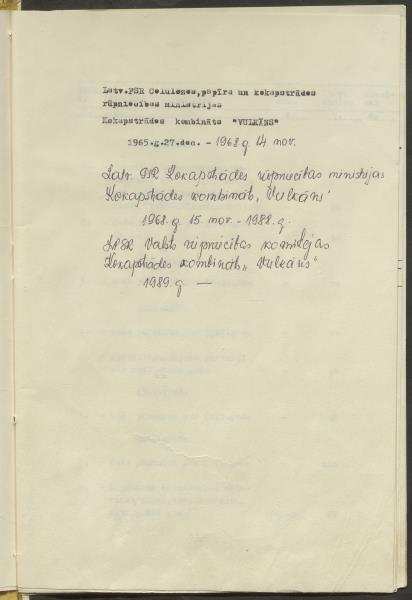 Latv.PSR Celulozes,papīra un kokapstrādes
rūpniecības ministrijas
Kokapstrādes kombināts "VULKĀNS"
1965.g.27.dec. - 1968 g 14. nov.
Latv. PSR Kokapstrādes rūpniecības ministrijas
Kokapstrādes kombināts „Vulkāns"
1968.g. 15. nov. - 1988.g.
LPSR Valsts rūpniecības komitejas
Kokapstrādes kombināts „Vulkāns"
1989.g —